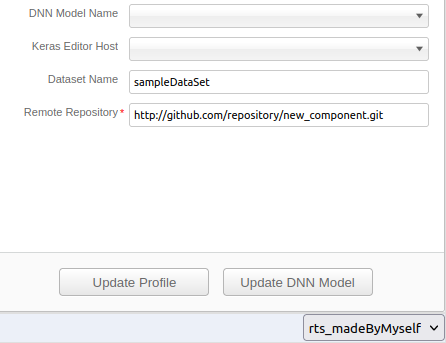 DNN Model Name
Keras Editor Host
Dataset Name sampleDataSet
Remote Repository* http://github.com/repository/new_component.git
Update Profile Update DNN Model
rts_madeByMyself